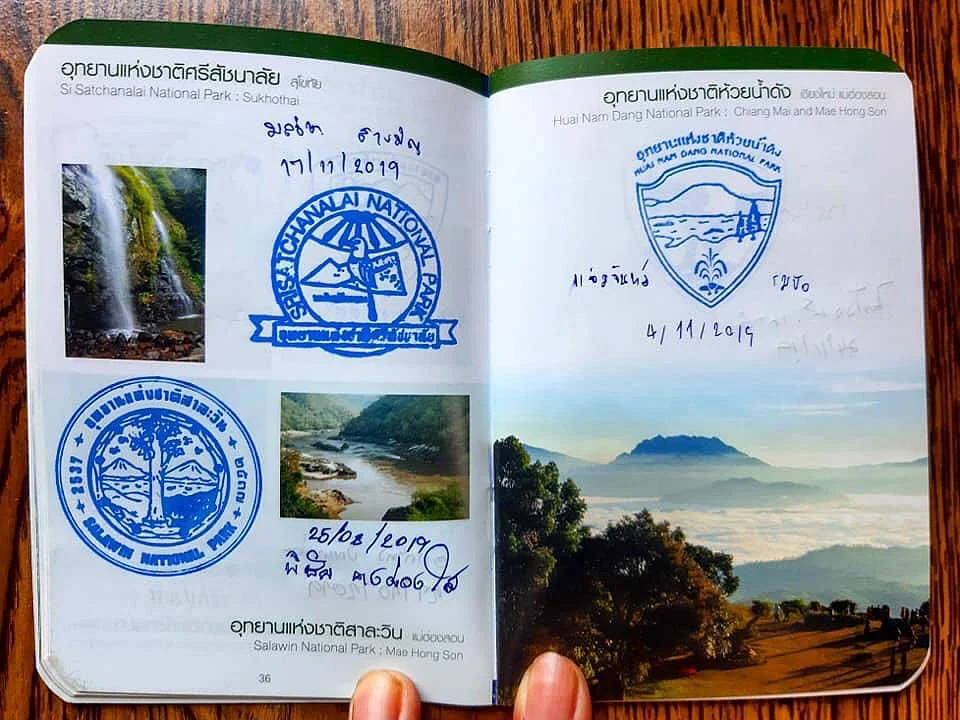 อุทยานแห่งชาติศรีสัชนาลัย สุโขทัย
Si Satchanalai National Park : Sukhothai
17/11/2019
SRISATCHANALAI NATIONAL PARK
อุทยานแห่งชาติศรีสัชนาลัย
อุทยานแห่งชาติสาละวิน
2537
SALAWIN NATIONAL PARK
25/02/2019
อุทยานแห่งชาติสาละวิน แม่ฮ่องสอน
Salawin National Park : Mae Hong Son
36
อุทยานแห่งชาติห้วยน้ำดัง เชียงใหม่ แม่ฮ่องสอน
Huai Nam Dang National Park : Chiang Mai and Mae Hong Son
อุทยานแห่งชาติห้วยน้ำดัง
HUAI NAM DANG NATIONAL PARK
4/11/2019